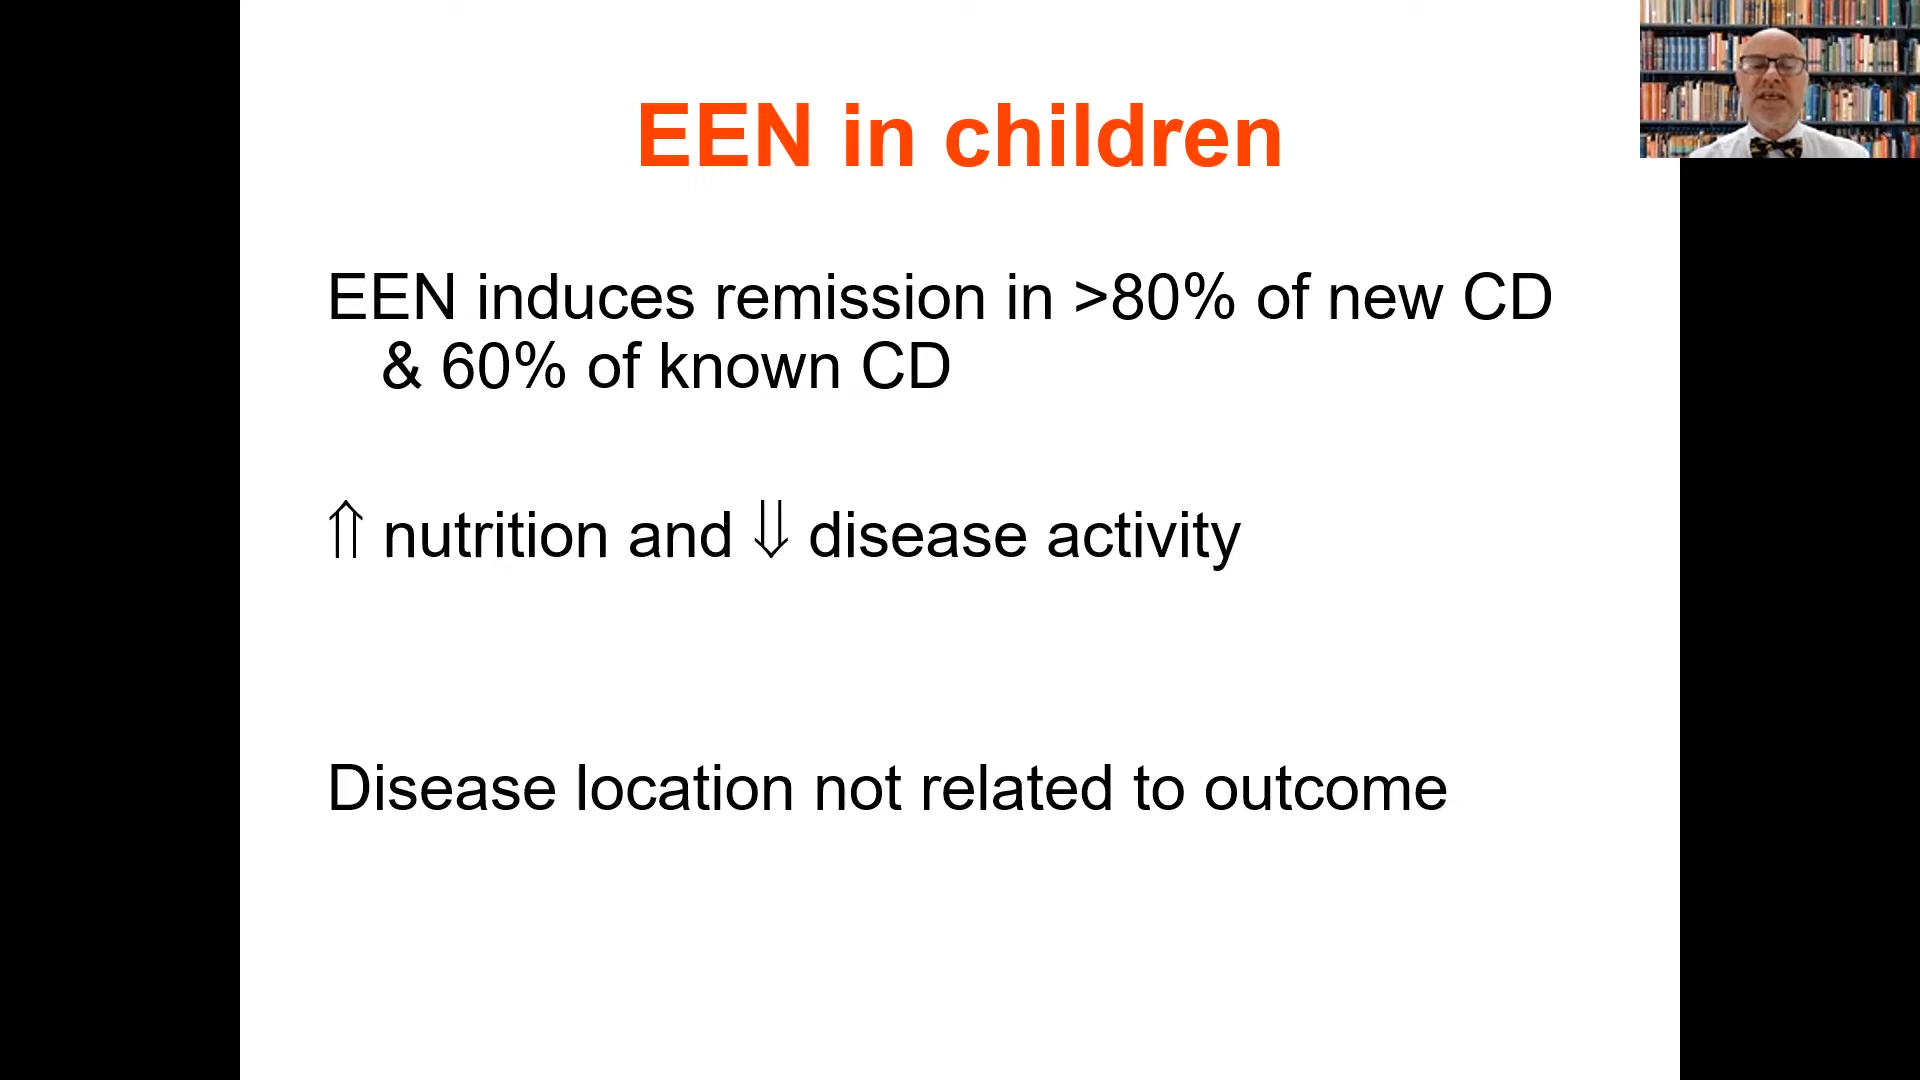 EEN in children
EEN induces remission in >80% of new CD
& 60% of known CD
⇑ nutrition and ⇓ disease activity
Disease location not related to outcome